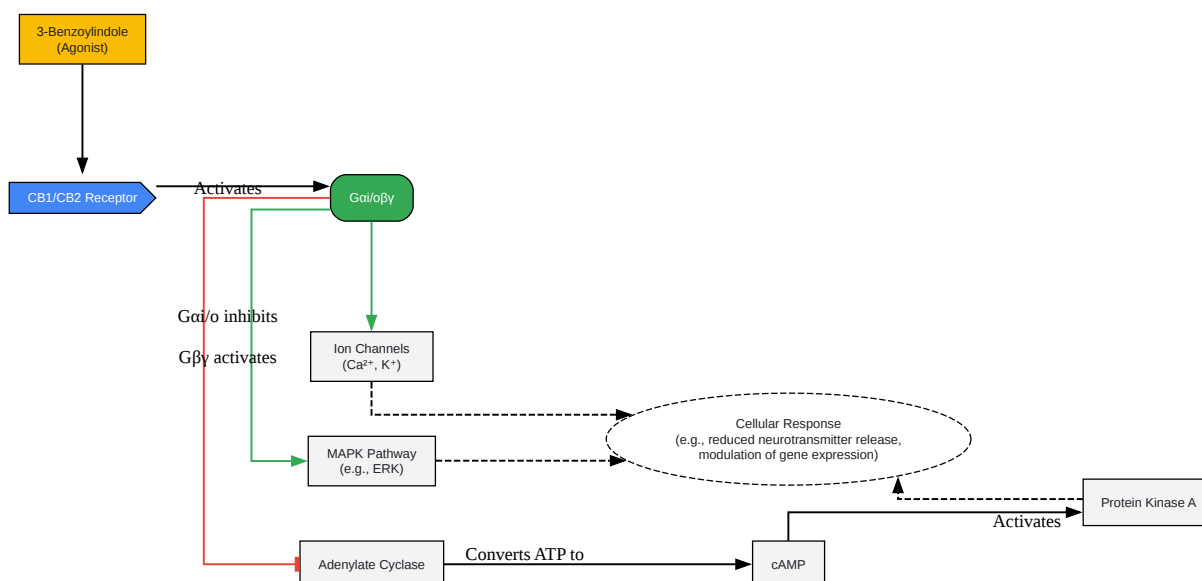 3-Benzoylindole
(Agonist)
CB1/CB2 Receptor
Activates
Gαi/oβγ
Gαi/o inhibits
Gβγ activates
Ion Channels
(Ca²⁺, K⁺)
MAPK Pathway
(e.g., ERK)
Cellular Response
(e.g., reduced neurotransmitter release,
modulation of gene expression)
Protein Kinase A
Activates
Adenylate Cyclase
Converts ATP to
cAMP